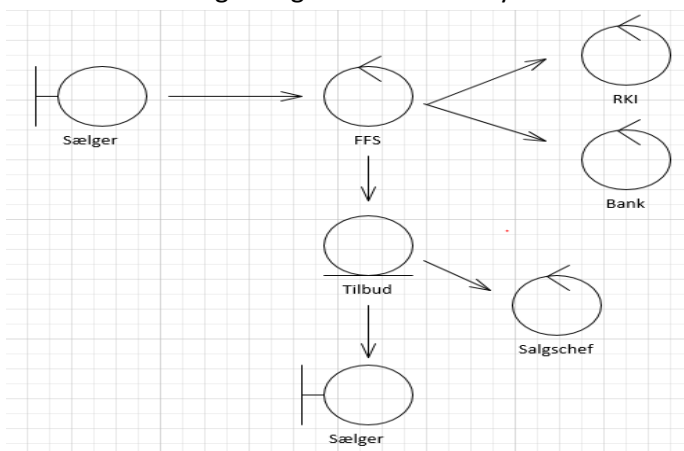 RKI
Sælger
FFS
Bank
Tilbud
Salgschef
Sælger